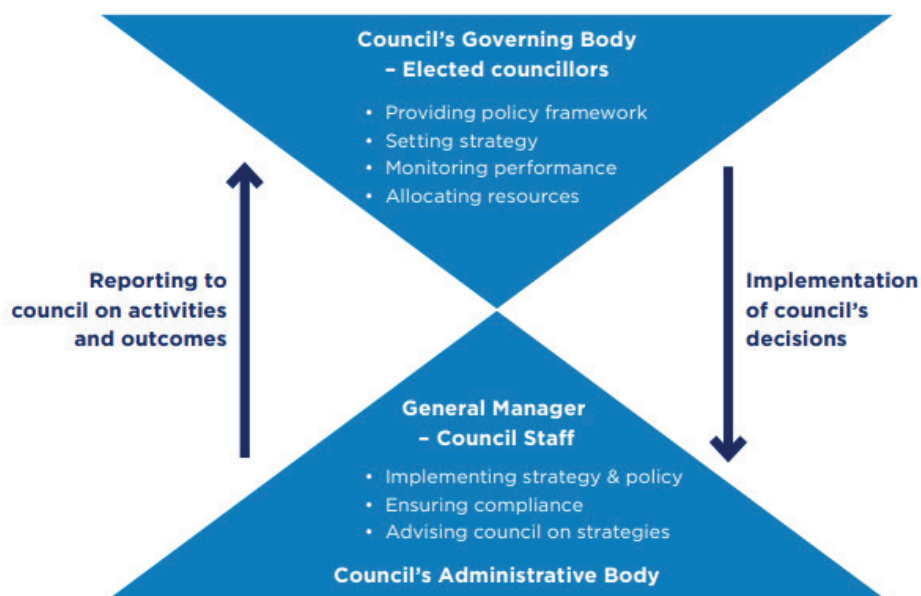 Council's Governing Body
– Elected councillors
• Providing policy framework
• Setting strategy
• Monitoring performance
• Allocating resources
Reporting to
council on activities
and outcomes
Implementation
of council's
decisions
General Manager
– Council Staff
• Implementing strategy & policy
• Ensuring compliance
• Advising council on strategies
Council's Administrative Body